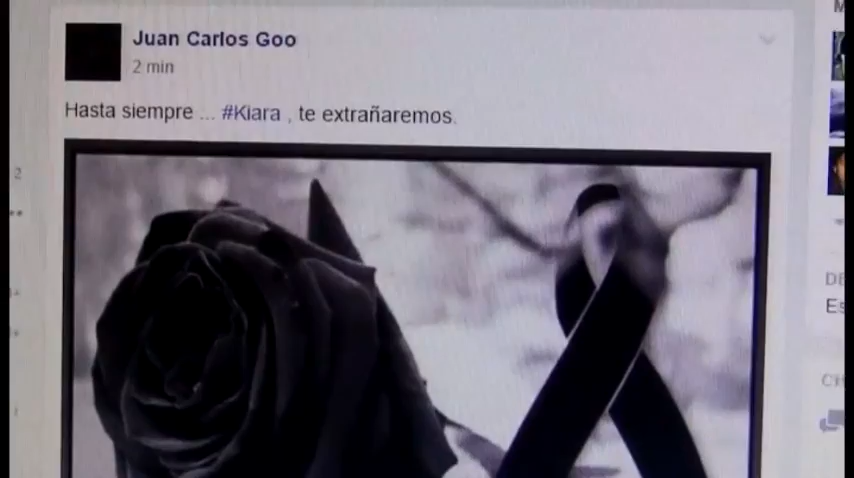 Juan Carlos Goo
2 min
Hasta siempre ... #Kiara , te extrañaremos.